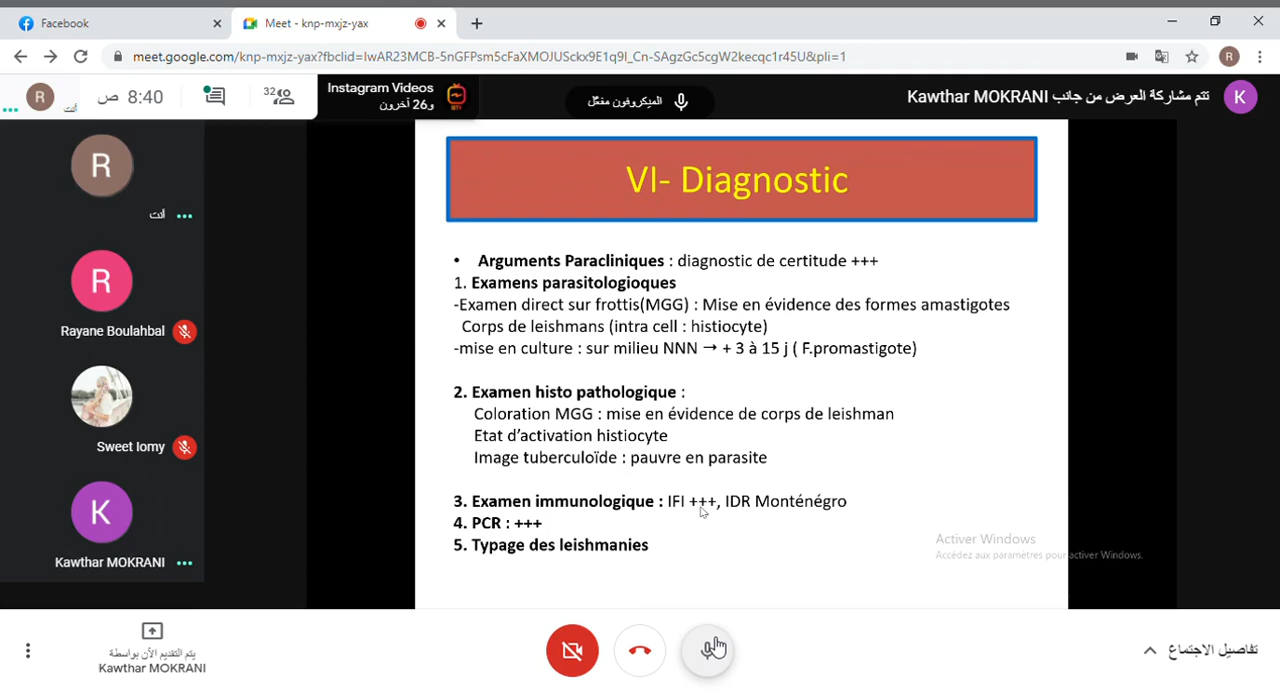 Facebook
Meet - knp-mxjz-yax
meet.google.com/knp-mxjz-yax?fbclid=IwAR23MCB-5nGFPsm5cFaXMOJUSckx9E1q9I_Cn-SAgzGc5cgW2kecqc1r45U&pli=1
R
R
أنت
8:40 ص
32
Instagram Videos
و26 آخرون
IGTV
الميكروفون مقفَل
تتم مشاركة العرض من جانب Kawthar MOKRANI
K
R
أنت
R
Rayane Boulahbal
Sweet Iomy
K
Kawthar MOKRANI
VI- Diagnostic
• Arguments Paracliniques : diagnostic de certitude +++
1. Examens parasitologioques
-Examen direct sur frottis(MGG) : Mise en évidence des formes amastigotes
Corps de leishmans (intra cell : histiocyte)
-mise en culture : sur milieu NNN → + 3 à 15 j ( F.promastigote)
2. Examen histo pathologique :
Coloration MGG : mise en évidence de corps de leishman
Etat d'activation histiocyte
Image tuberculoïde : pauvre en parasite
3. Examen immunologique : IFI +++, IDR Monténégro
4. PCR : +++
5. Typage des leishmanies
Activer Windows
Accédez aux paramètres pour activer Windows.
يتم التقديم الآن بواسطة
Kawthar MOKRANI
تفاصيل الاجتماع